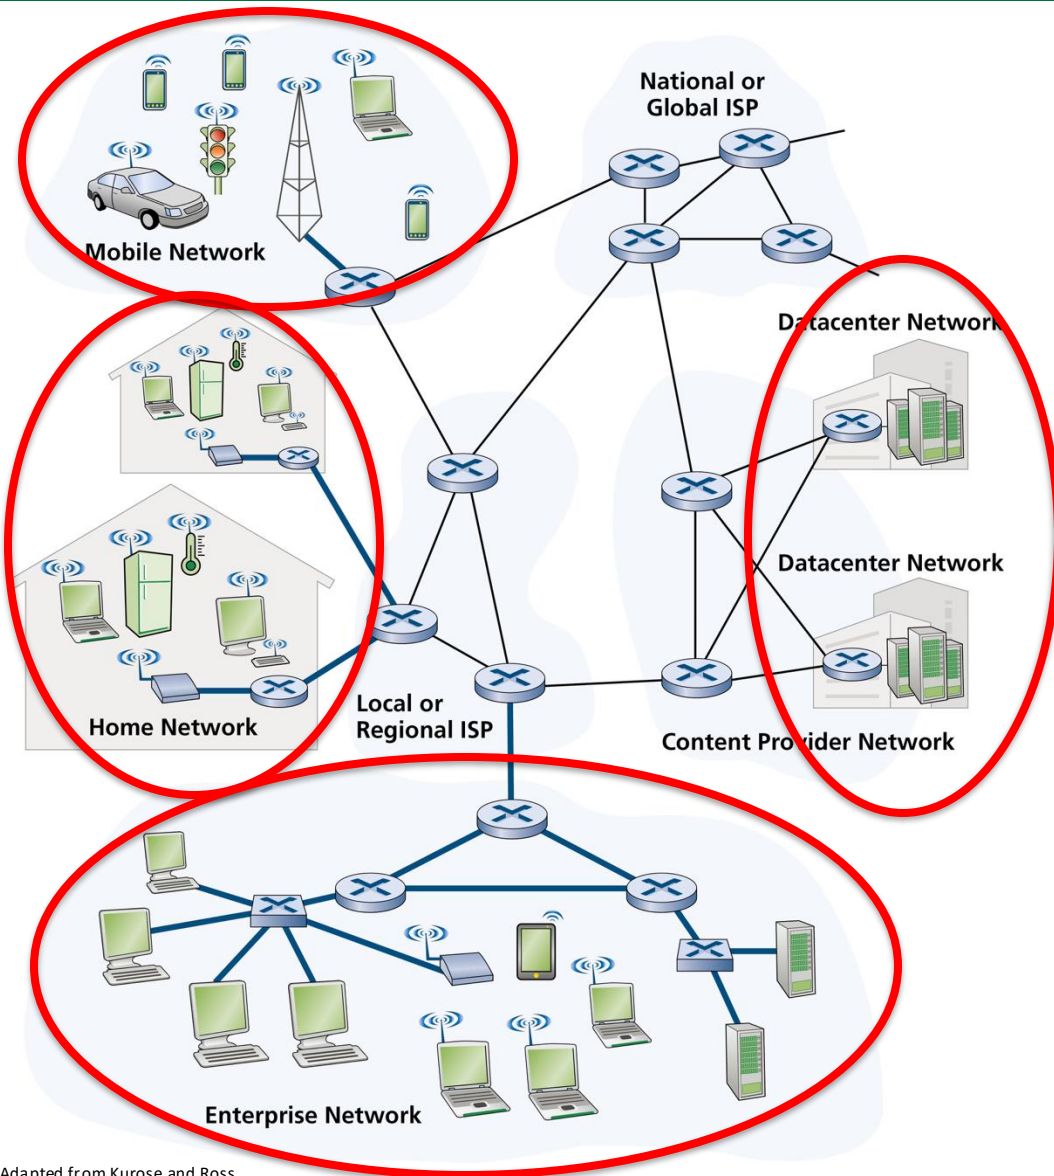 National or
Global ISP
Mobile Network
Datacenter Network
Datacenter Network
Home Network
Local or
Regional ISP
Content Provider Network
Enterprise Network
Adapted from Kurose and Ross